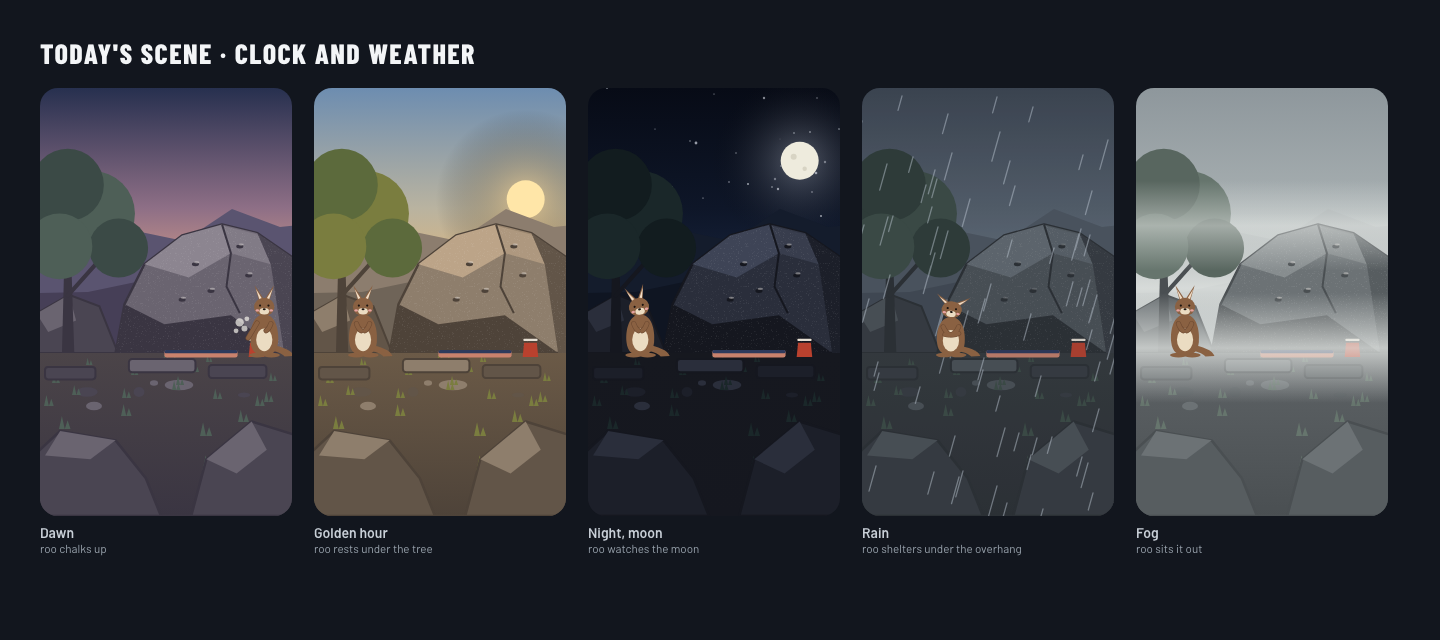 TODAY'S SCENE · CLOCK AND WEATHER
Dawn
roo chalks up
Golden hour
roo rests under the tree
Night, moon
roo watches the moon
Rain
roo shelters under the overhang
Fog
roo sits it out